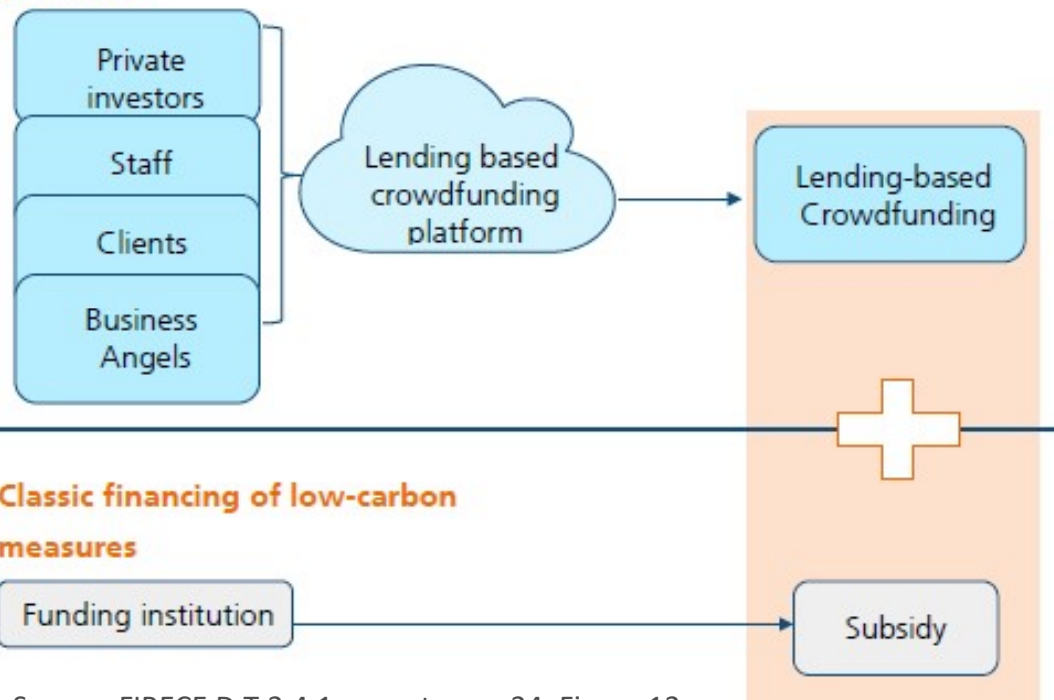 Private
investors
Staff
Clients
Business
Angels
Lending based
crowdfunding
platform
Lending-based
Crowdfunding
Classic financing of low-carbon
measures
Funding institution
Subsidy